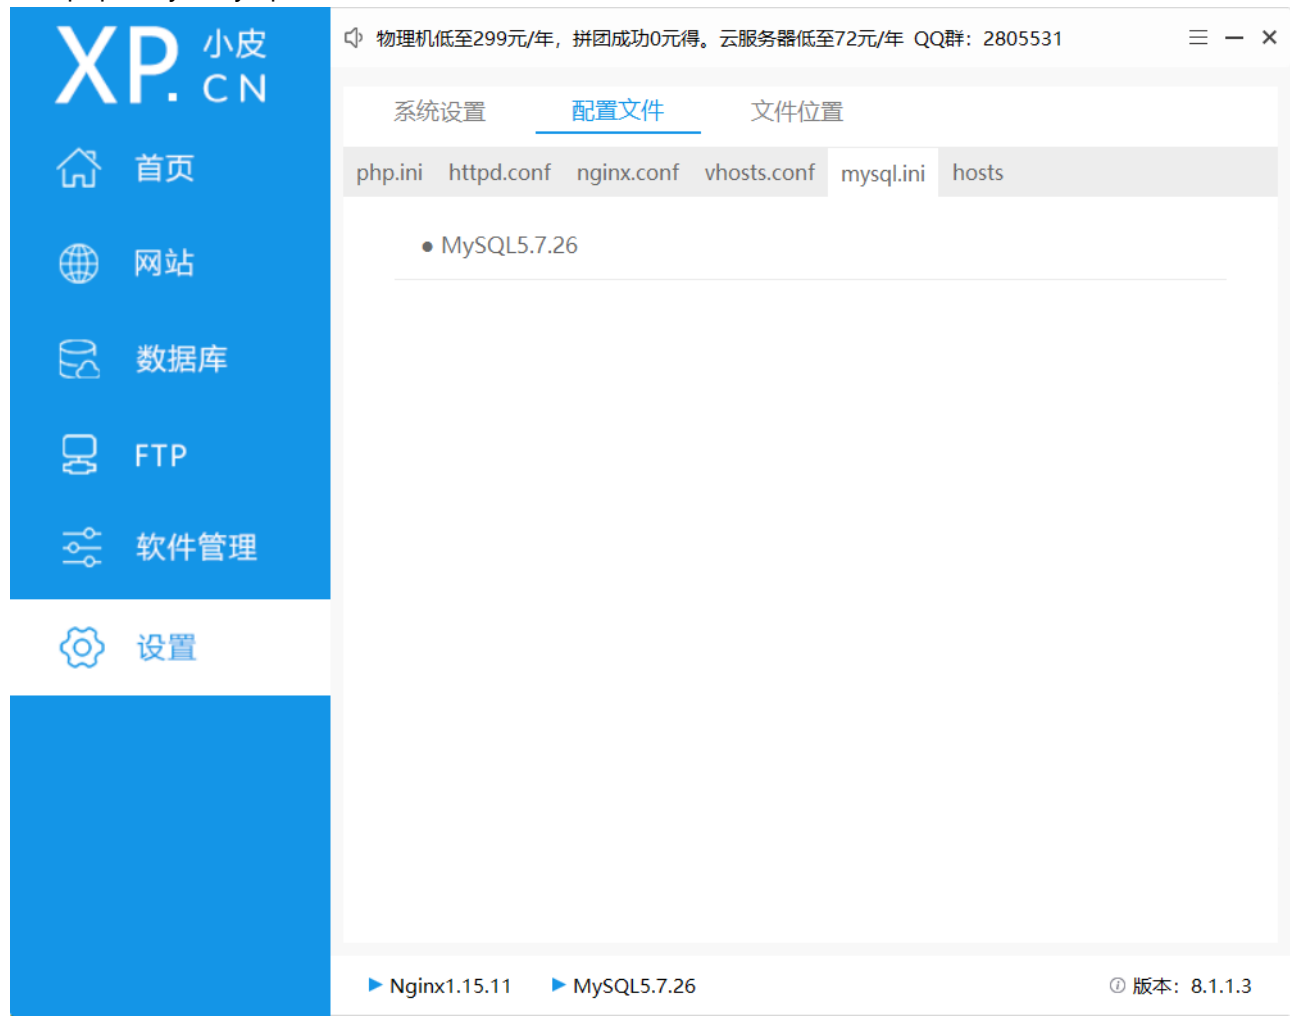 XP.小皮
CN
物理机低至299元/年，拼团成功0元得。云服务器低至72元/年 QQ群：2805531
系统设置 配置文件 文件位置
php.ini httpd.conf nginx.conf vhosts.conf mysql.ini hosts
MySQL5.7.26
首页
网站
数据库
FTP
软件管理
设置
Nginx1.15.11 MySQL5.7.26 版本：8.1.1.3